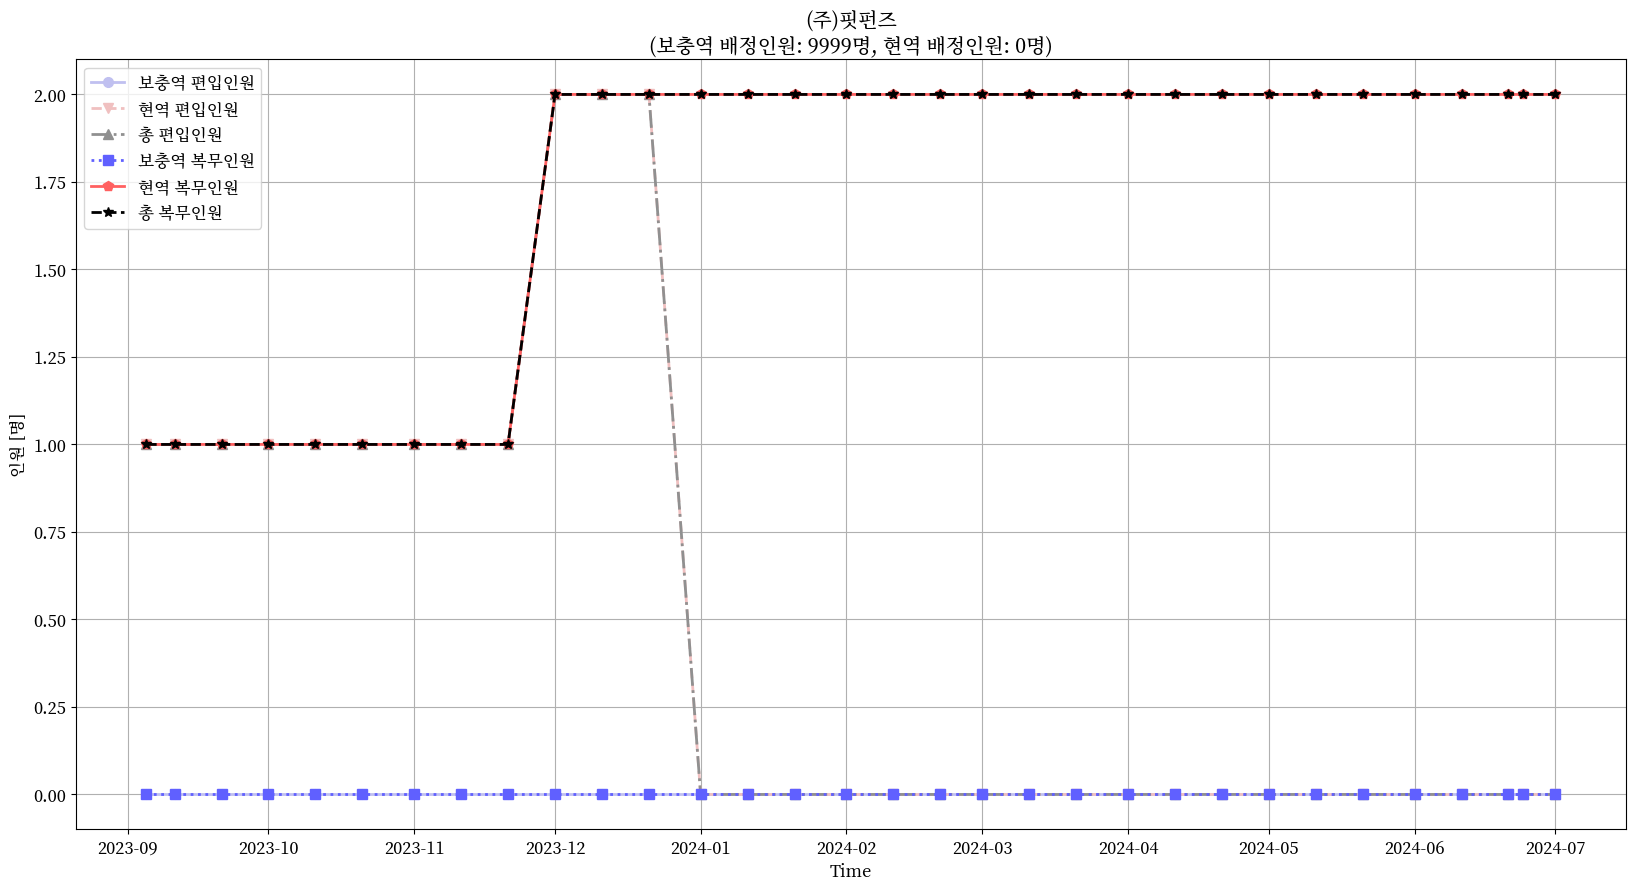 (주)핏펀즈
(보충역 배정인원: 9999명, 현역 배정인원: 0명)
보충역 편입인원
현역 편입인원
총 편입인원
보충역 복무인원
현역 복무인원
총 복무인원
2.00
1.75
1.50
1.25
1.00
0.75
0.50
0.25
0.00
인원 [명]
2023-09 2023-10 2023-11 2023-12 2024-01 2024-02 2024-03 2024-04 2024-05 2024-06 2024-07
Time